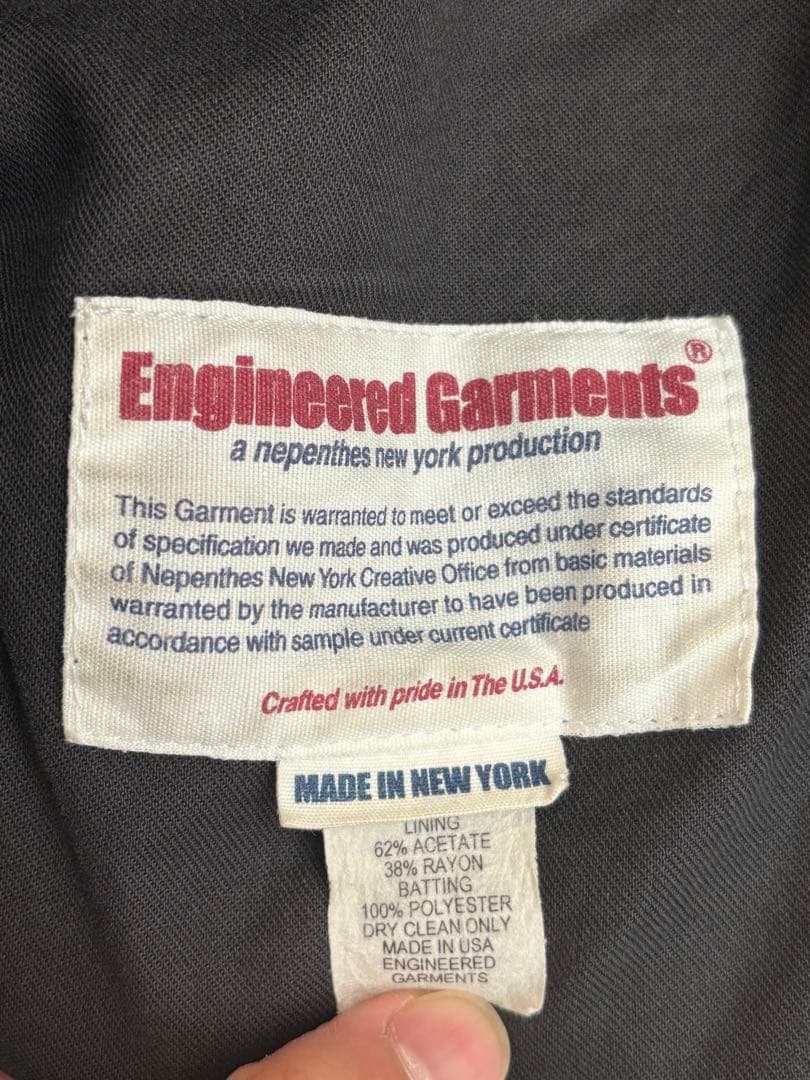 Engineered Garments®
a nepenthes new york production
This Garment is warranted to meet or exceed the standards
of specification we made and was produced under certificate
of Nepenthes New York Creative Office from basic materials
warranted by the manufacturer to have been produced in
accordance with sample under current certificate
Crafted with pride in The U.S.A.
MADE IN NEW YORK
LINING
62% ACETATE
38% RAYON
BATTING
100% POLYESTER
DRY CLEAN ONLY
MADE IN USA
ENGINEERED
GARMENTS